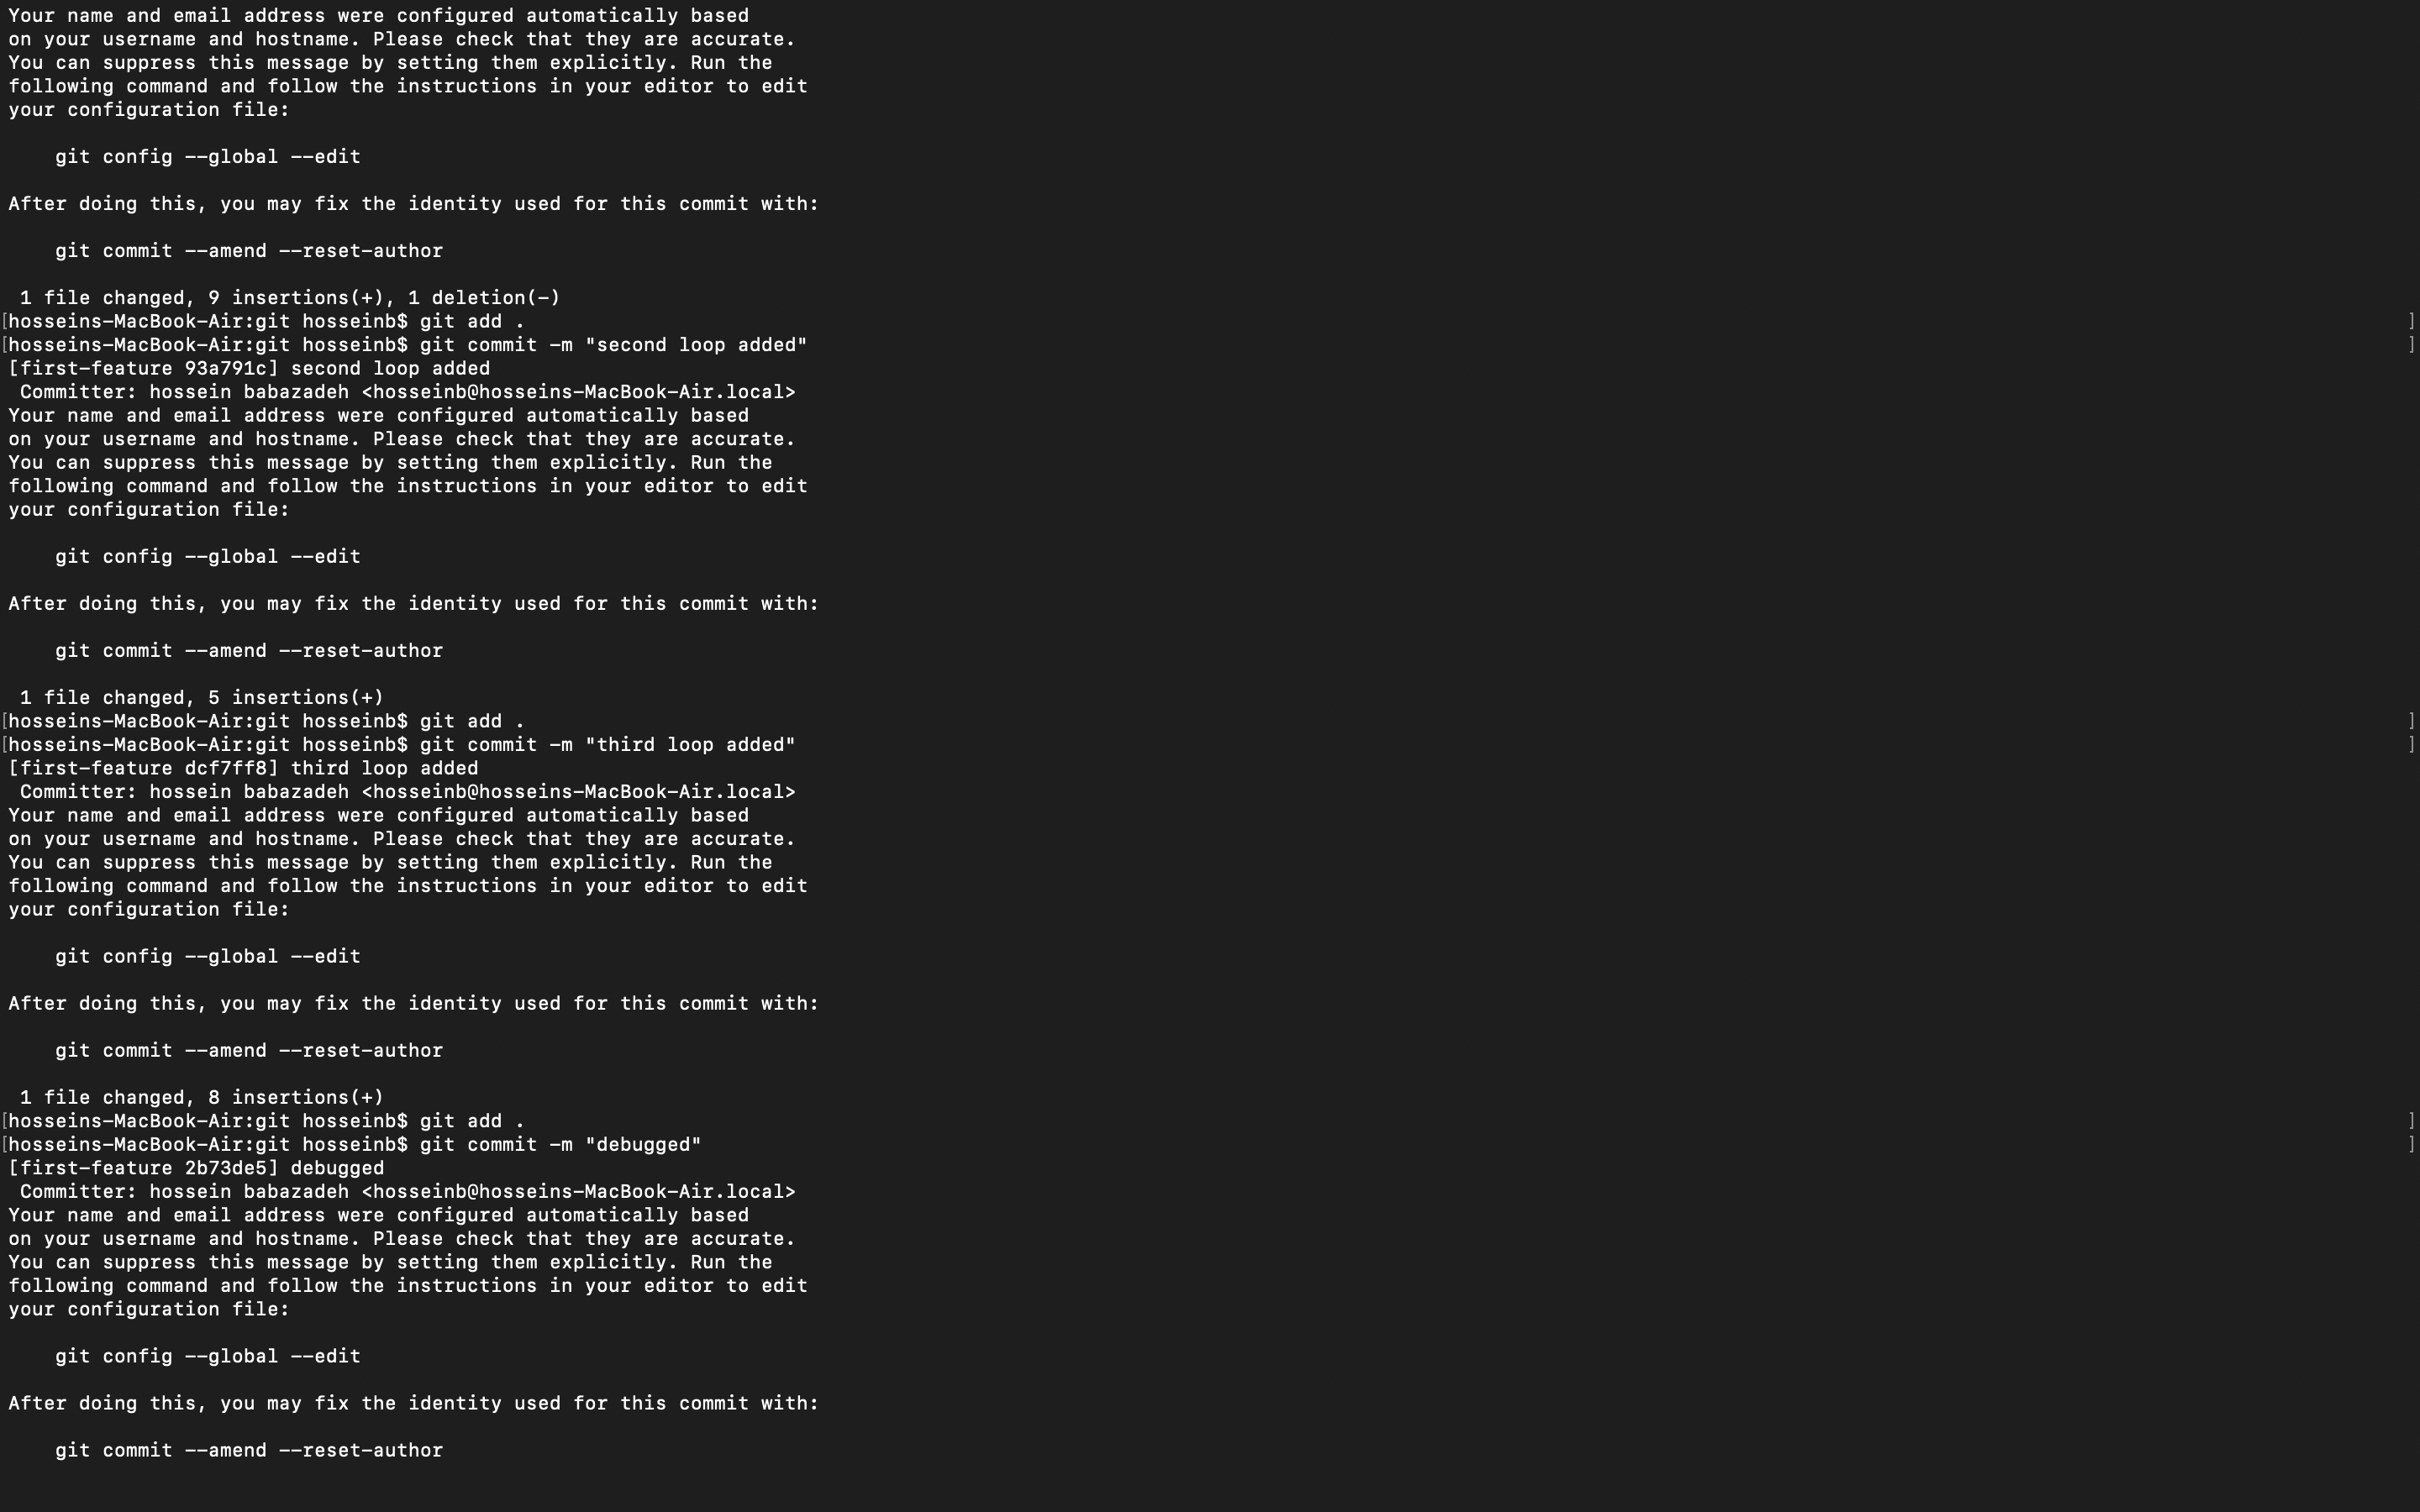 Your name and email address were configured automatically based
on your username and hostname. Please check that they are accurate.
You can suppress this message by setting them explicitly. Run the
following command and follow the instructions in your editor to edit
your configuration file:
git config --global --edit
After doing this, you may fix the identity used for this commit with:
git commit --amend --reset-author
1 file changed, 9 insertions(+), 1 deletion(-)
[hosseins-MacBook-Air:git hosseinb$ git add . ]
[hosseins-MacBook-Air:git hosseinb$ git commit -m "second loop added" ]
[first-feature 93a791c] second loop added
Committer: hossein babazadeh <hosseinb@hosseins-MacBook-Air.local>
Your name and email address were configured automatically based
on your username and hostname. Please check that they are accurate.
You can suppress this message by setting them explicitly. Run the
following command and follow the instructions in your editor to edit
your configuration file:
git config --global --edit
After doing this, you may fix the identity used for this commit with:
git commit --amend --reset-author
1 file changed, 5 insertions(+)
[hosseins-MacBook-Air:git hosseinb$ git add . ]
[hosseins-MacBook-Air:git hosseinb$ git commit -m "third loop added" ]
[first-feature dcf7ff8] third loop added
Committer: hossein babazadeh <hosseinb@hosseins-MacBook-Air.local>
Your name and email address were configured automatically based
on your username and hostname. Please check that they are accurate.
You can suppress this message by setting them explicitly. Run the
following command and follow the instructions in your editor to edit
your configuration file:
git config --global --edit
After doing this, you may fix the identity used for this commit with:
git commit --amend --reset-author
1 file changed, 8 insertions(+)
[hosseins-MacBook-Air:git hosseinb$ git add . ]
[hosseins-MacBook-Air:git hosseinb$ git commit -m "debugged" ]
[first-feature 2b73de5] debugged
Committer: hossein babazadeh <hosseinb@hosseins-MacBook-Air.local>
Your name and email address were configured automatically based
on your username and hostname. Please check that they are accurate.
You can suppress this message by setting them explicitly. Run the
following command and follow the instructions in your editor to edit
your configuration file:
git config --global --edit
After doing this, you may fix the identity used for this commit with:
git commit --amend --reset-author